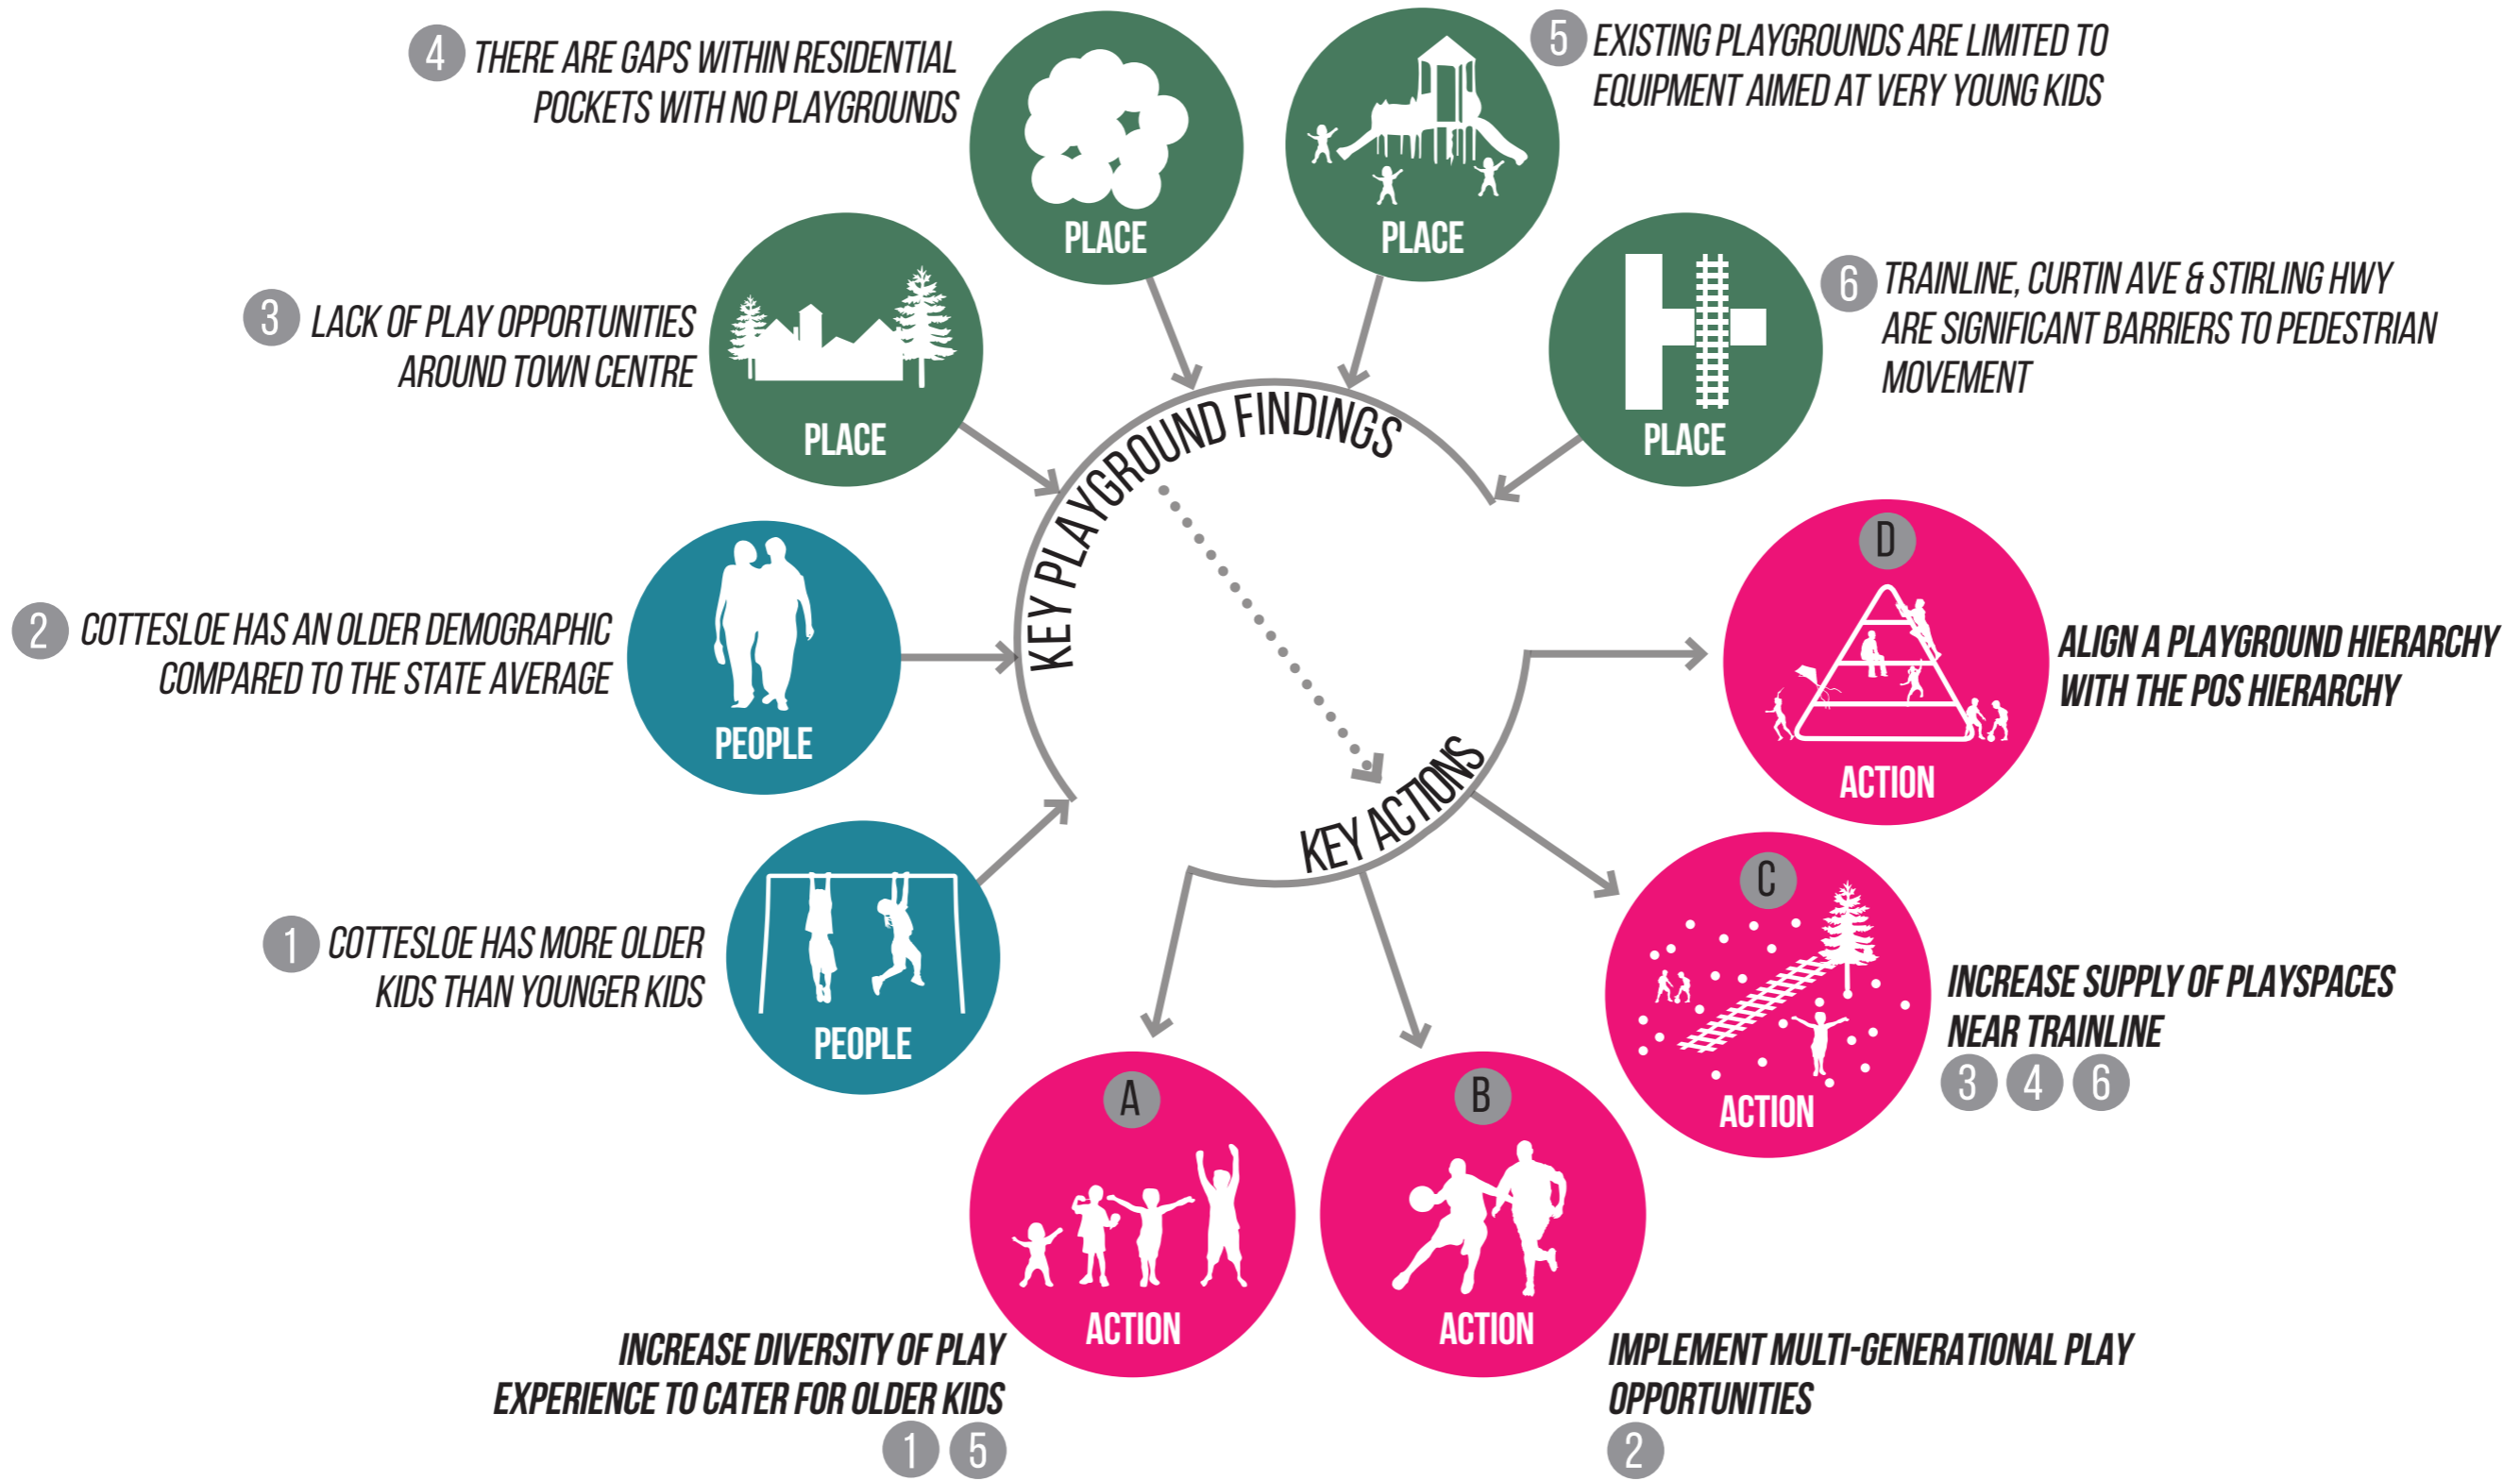 4
THERE ARE GAPS WITHIN RESIDENTIAL
POCKETS WITH NO PLAYGROUNDS
PLACE
5
EXISTING PLAYGROUNDS ARE LIMITED TO
EQUIPMENT AIMED AT VERY YOUNG KIDS
PLACE
3
LACK OF PLAY OPPORTUNITIES
AROUND TOWN CENTRE
PLACE
6
TRAINLINE, CURTIN AVE & STIRLING HWY
ARE SIGNIFICANT BARRIERS TO PEDESTRIAN
MOVEMENT
PLACE
KEY PLAYGROUND FINDINGS
2
COTTESLOE HAS AN OLDER DEMOGRAPHIC
COMPARED TO THE STATE AVERAGE
PEOPLE
1
COTTESLOE HAS MORE OLDER
KIDS THAN YOUNGER KIDS
PEOPLE
KEY ACTIONS
D
ACTION
ALIGN A PLAYGROUND HIERARCHY
WITH THE POS HIERARCHY
C
ACTION
INCREASE SUPPLY OF PLAYSPACES
NEAR TRAINLINE
3 4 6
A
ACTION
INCREASE DIVERSITY OF PLAY
EXPERIENCE TO CATER FOR OLDER KIDS
1 5
B
ACTION
IMPLEMENT MULTI-GENERATIONAL PLAY
OPPORTUNITIES
2